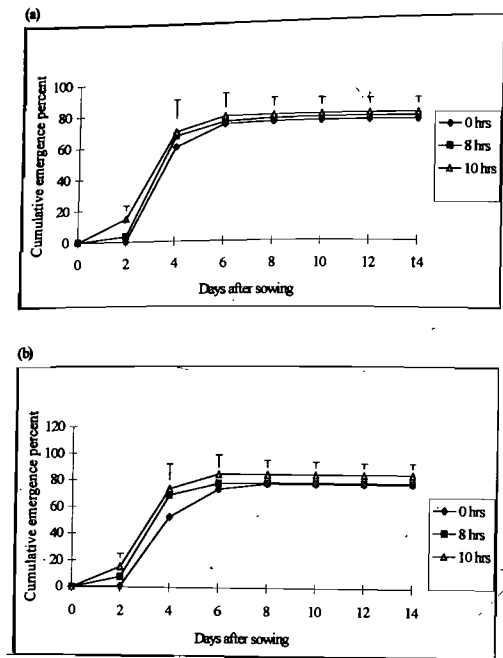 (a)
Cumulative emergence percent
100
80
60
40
20
0
0 2 4 6 8 10 12 14
Days after sowing
0 hrs
8 hrs
10 hrs
(b)
Cumulative emergence percent
120
100
80
60
40
20
0
0 2 4 6 8 10 12 14
Days after sowing
0 hrs
8 hrs
10 hrs